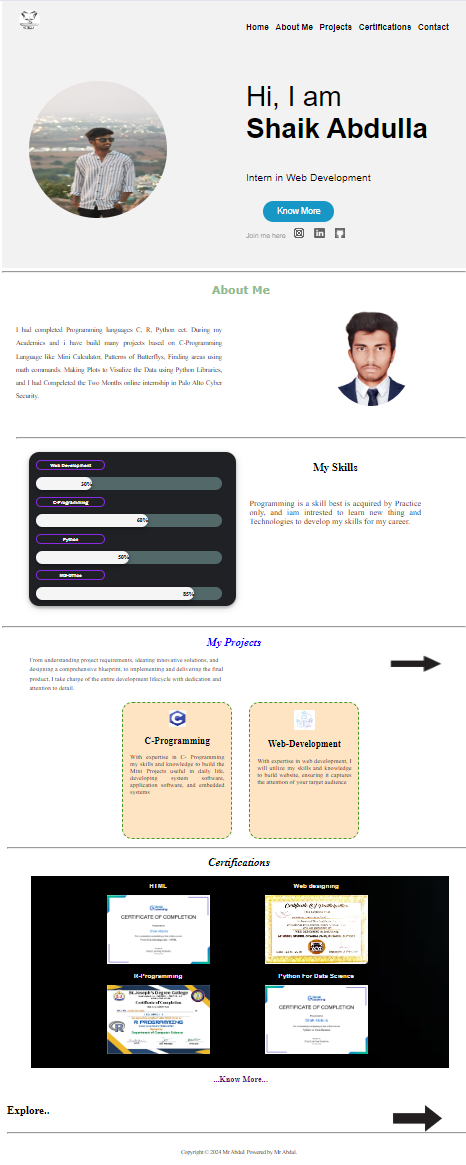 Home About Me Projects Certifications Contact
Hi, I am
Shaik Abdulla
Intern in Web Development
Know More
Join me here
About Me
I had completed Programming languages C, R, Python ect. During my
Academics and i have build many projects based on C-Programming
Language like Mini Calculator, Patterns of Butterflys, Finding areas using
math commands. Making Plots to Visulize the Data using Python Libraries,
and I had Compeleted the Two Months online internship in Palo Alto Cyber
Security.
Web Development
30%
C-Programming
60%
Python
50%
MS-Office
85%
My Skills
Programming is a skill best is acquired by Practice
only, and iam intrested to learn new thing and
Technologies to develop my skills for my career.
My Projects
From understanding project requirements, ideating innovative solutions, and
designing a comprehensive blueprint, to implementing and delivering the final
product, I take charge of the entire development lifecycle with dedication and
attention to detail.
C-Programming
With expertise in C- Programming
my skills and knowledge to build the
Mini Projects useful in daily life,
developing system software,
application software, and embedded
systems
Web-Development
With expertise in web development, I
will utilize my skills and knowledge
to build website, ensuring it captures
the attention of your target audience
Certifications
HTML
Web designing
CERTIFICATE OF COMPLETION
R-Programming
Python For Data Science
St.Joseph's Degree College
Certificate of Completion
R PROGRAMMING
Department of Computer Science
CERTIFICATE OF COMPLETION
...Know More...
Explore..
Copyright © 2024 Mr Abdul. Powered by Mr Abdul.